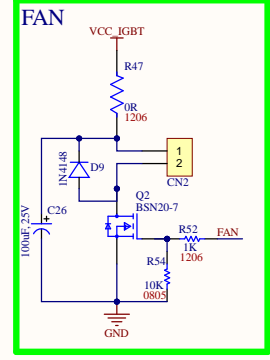 FAN
VCC_IGBT
R47
0R
1206
1
2
CN2
1N4148
D9
Q2
BSN20-7
C26
100uF,25V
R52
FAN
1K
1206
R54
10K
0805
GND